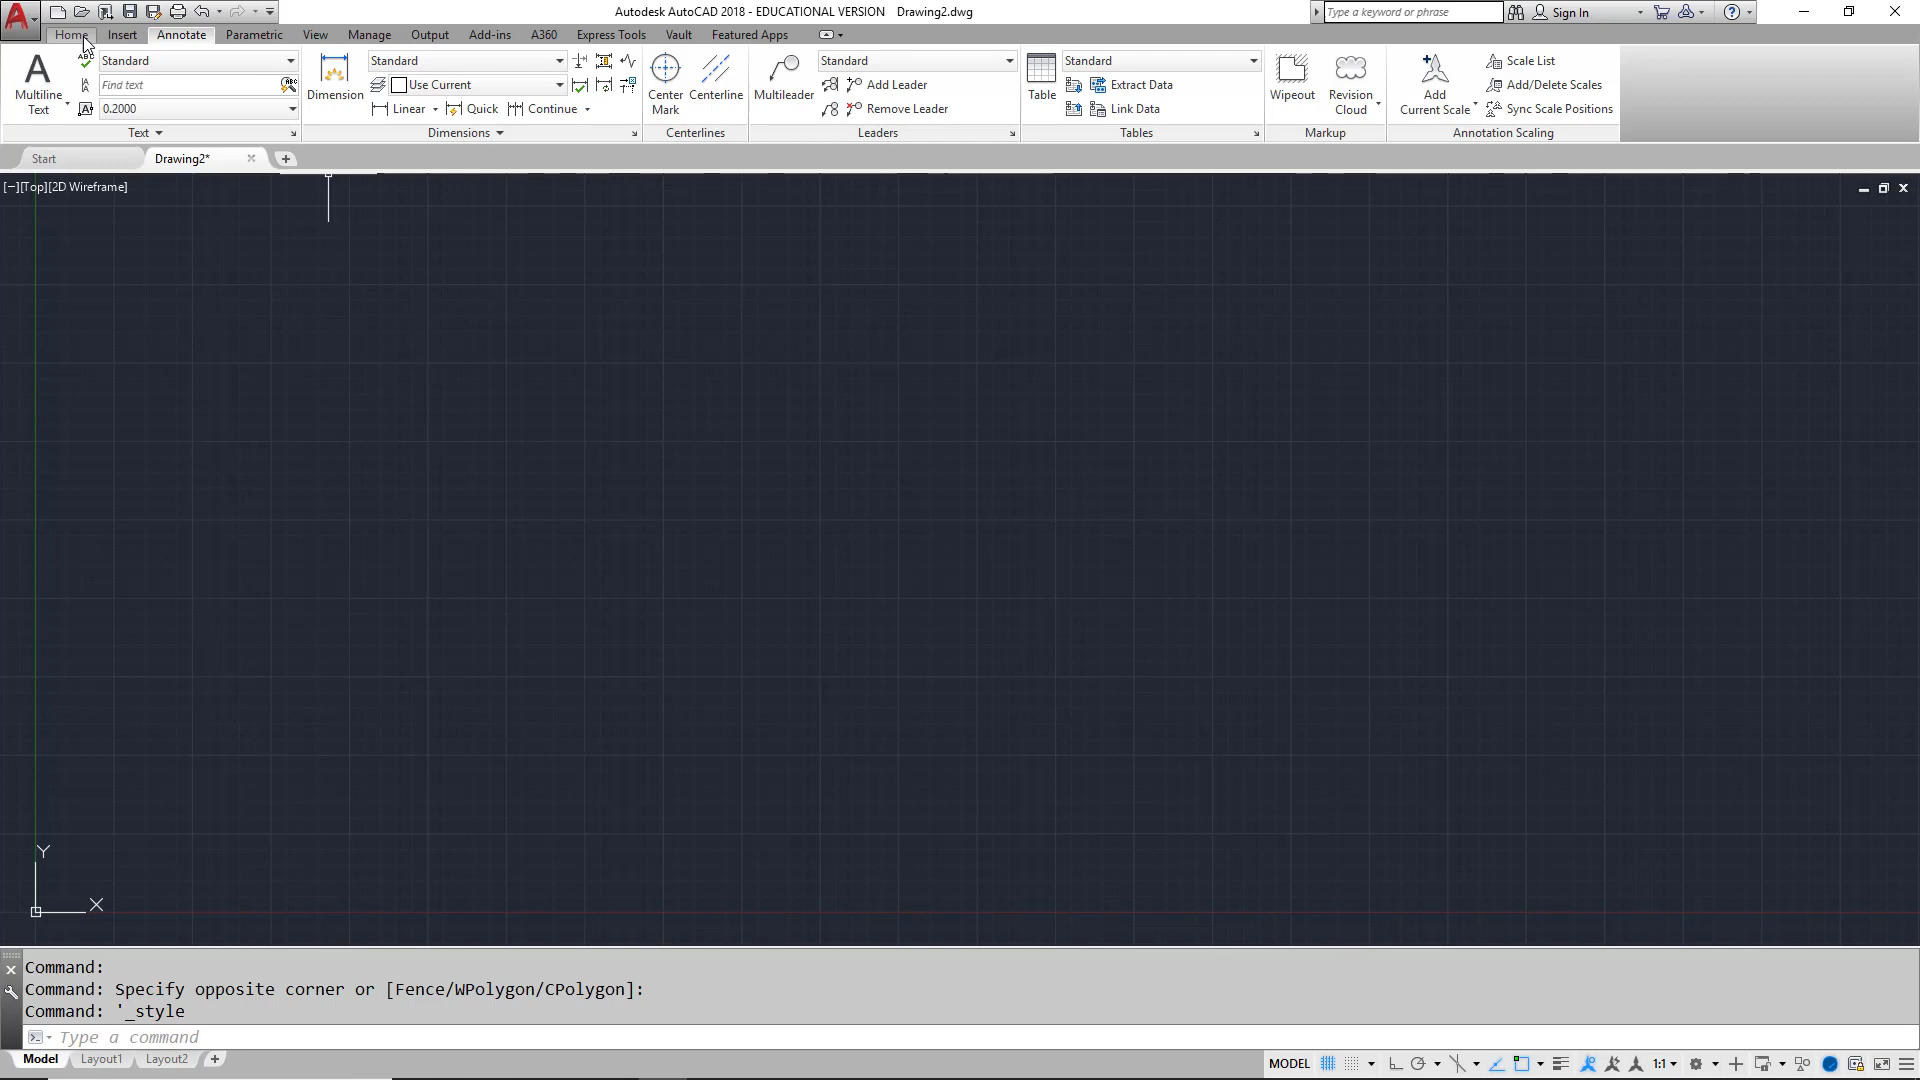 Autodesk AutoCAD 2018 - EDUCATIONAL VERSION Drawing2.dwg
Type a keyword or phrase
Sign In
Home Insert Annotate Parametric View Manage Output Add-ins A360 Express Tools Vault Featured Apps
Multiline Text
Standard
Find text
0.2000
Text
Dimension
Standard
Use Current
Linear Quick Continue
Dimensions
Center Mark
Centerline
Centerlines
Multileader
Standard
Add Leader
Remove Leader
Leaders
Table
Standard
Extract Data
Link Data
Tables
Wipeout
Revision Cloud
Markup
Add Current Scale
Scale List
Add/Delete Scales
Sync Scale Positions
Annotation Scaling
Start Drawing2*
[−][Top][2D Wireframe]
Y
X
Command:
Command: Specify opposite corner or [Fence/WPolygon/CPolygon]:
Command: '_style
Type a command
Model Layout1 Layout2
MODEL 1:1